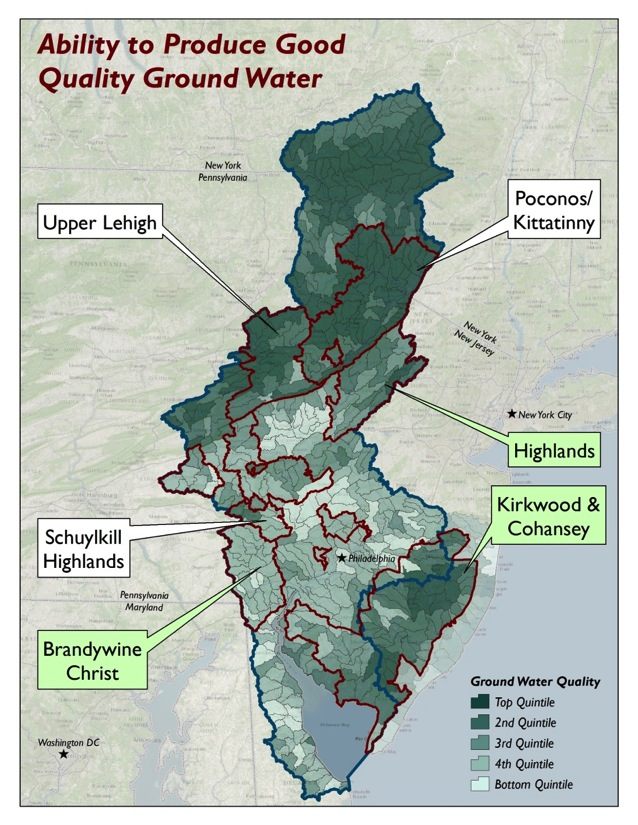 Ability to Produce Good
Quality Ground Water
New York
Pennsylvania
Poconos/
Kittatinny
Upper Lehigh
New York
New Jersey
New York City
Highlands
Kirkwood &
Cohansey
Schuylkill
Highlands
Philadelphia
Pennsylvania
Maryland
Brandywine
Christ
Ground Water Quality
Top Quintile
2nd Quintile
3rd Quintile
4th Quintile
Bottom Quintile
Washington DC